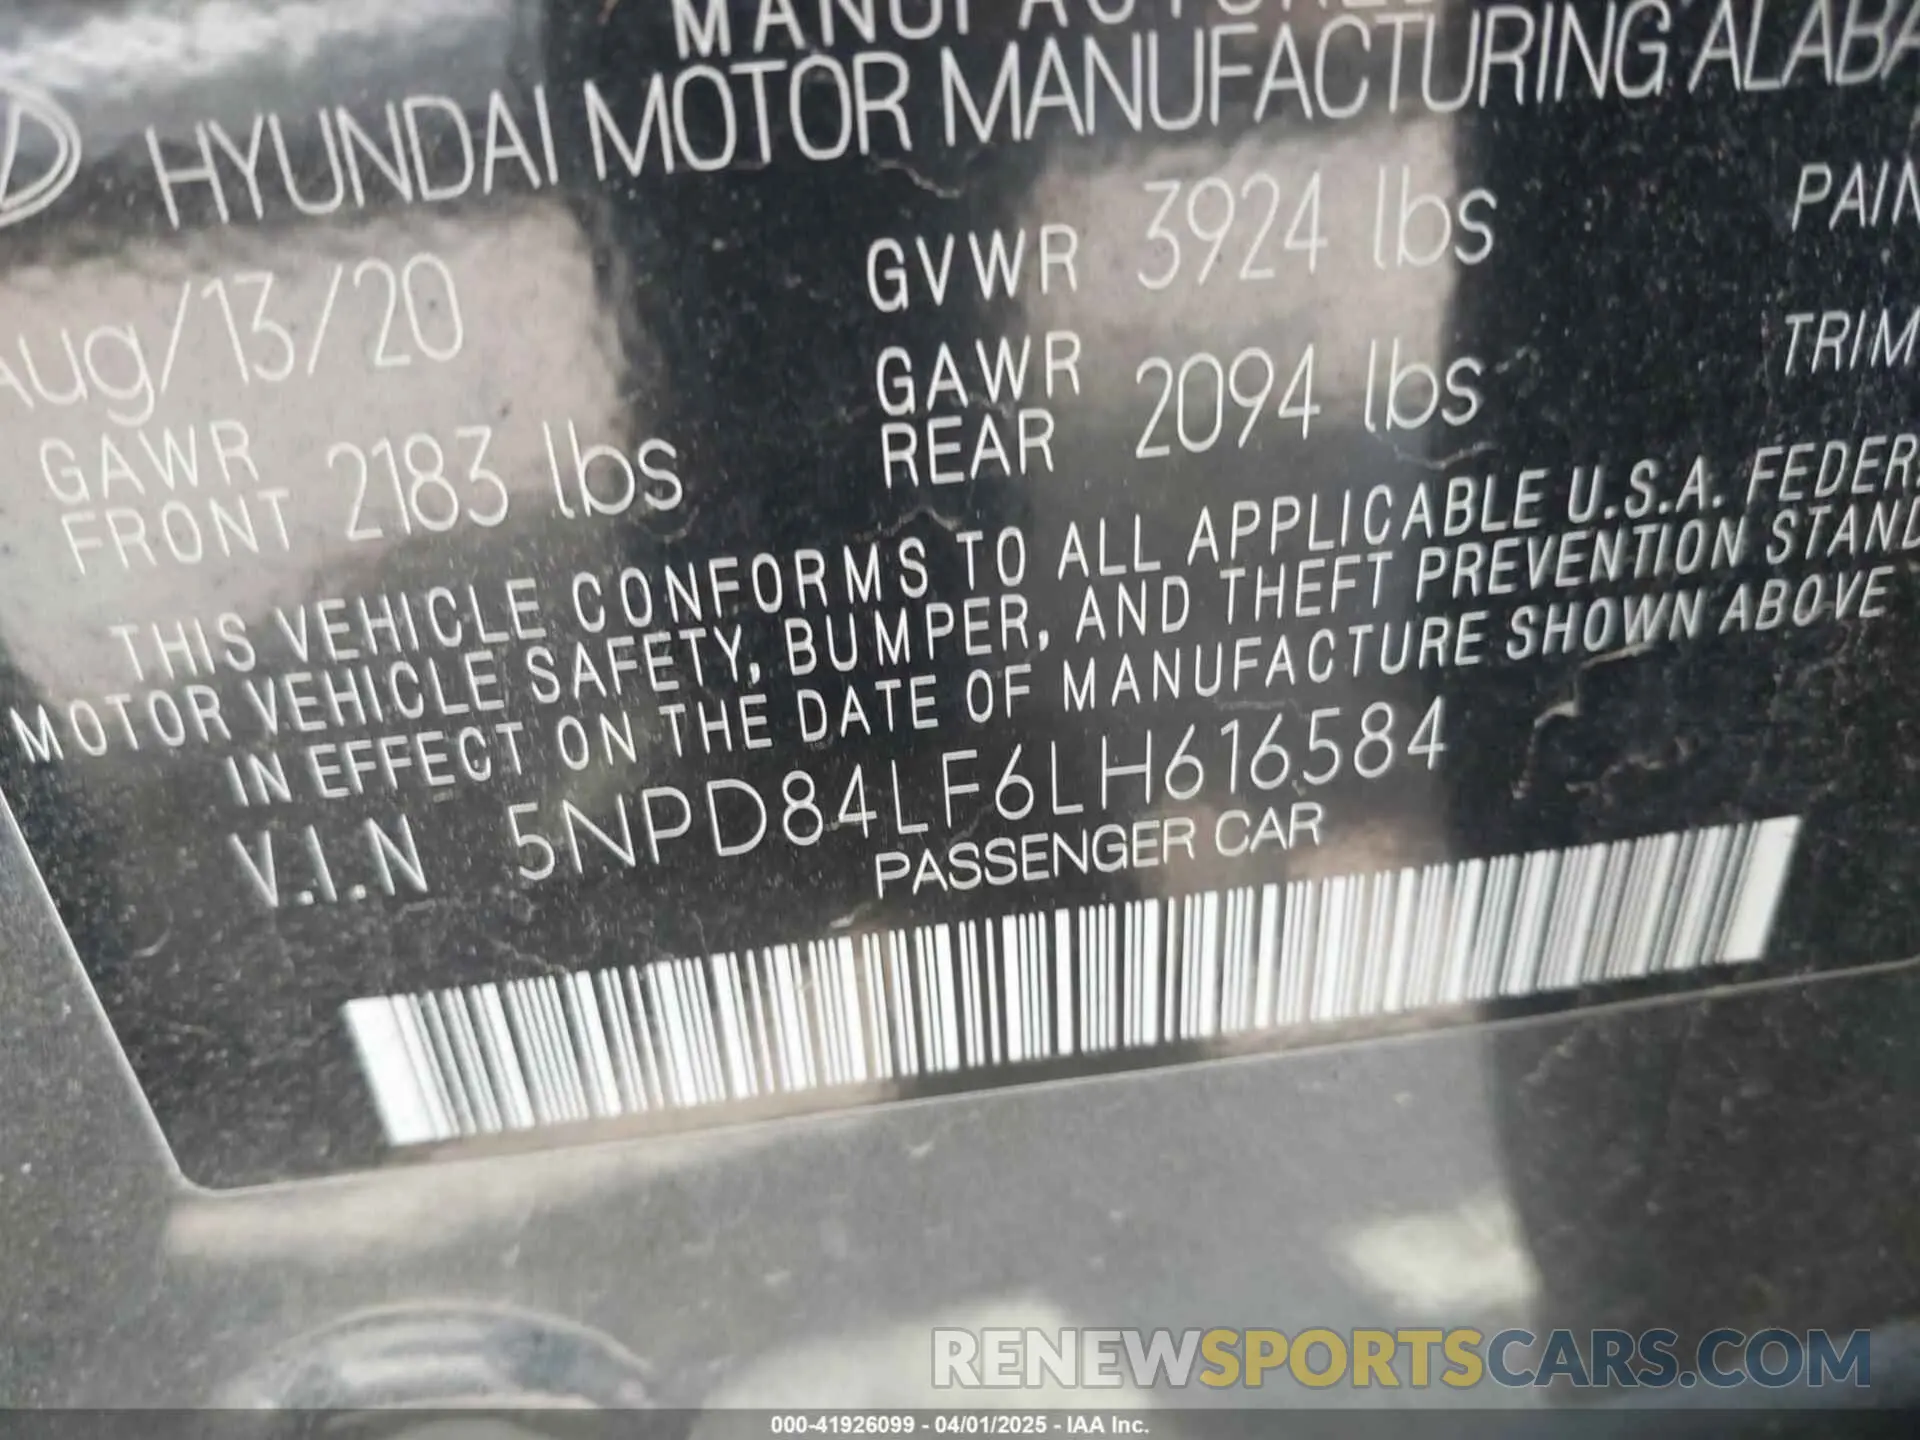 HYUNDAI MOTOR MANUFACTURING
Aug/13/20 GVWR 3924 lbs
GAWR FRONT 2183 lbs GAWR REAR 2094 lbs TRIM
THIS VEHICLE CONFORMS TO ALL APPLICABLE U.S.A.
MOTOR VEHICLE SAFETY, BUMPER, AND THEFT PREVENTION
IN EFFECT ON THE DATE OF MANUFACTURE SHOWN ABOVE
V.I.N 5NPD84LF6LH616584
PASSENGER CAR
RENEWSPORTSCARS.COM
000-41926099 - 04/01/2025 - IAA Inc.